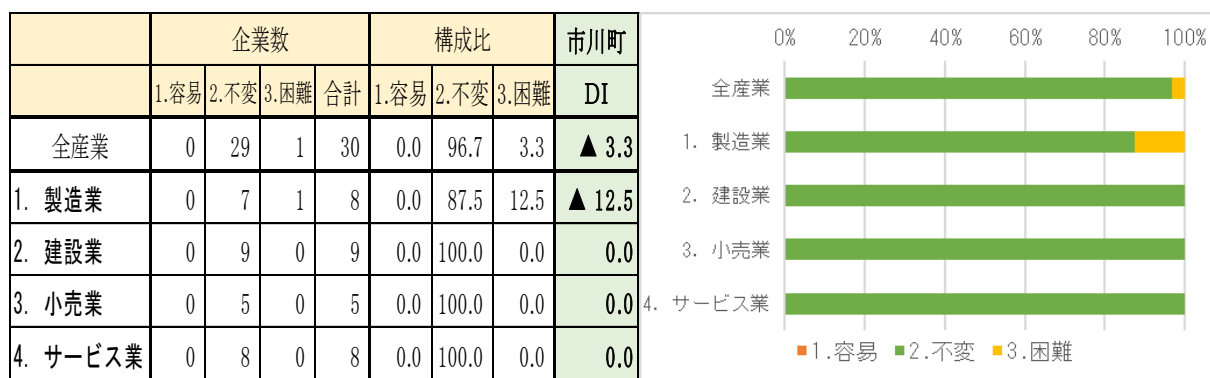 企業数 構成比 市川町
1.容易 2.不変 3.困難 合計 1.容易 2.不変 3.困難 DI
全産業 0 29 1 30 0.0 96.7 3.3 ▲ 3.3
1. 製造業 0 7 1 8 0.0 87.5 12.5 ▲ 12.5
2. 建設業 0 9 0 9 0.0 100.0 0.0 0.0
3. 小売業 0 5 0 5 0.0 100.0 0.0 0.0
4. サービス業 0 8 0 8 0.0 100.0 0.0 0.0
0% 20% 40% 60% 80% 100%
全産業
1. 製造業
2. 建設業
3. 小売業
4. サービス業
1.容易 2.不変 3.困難